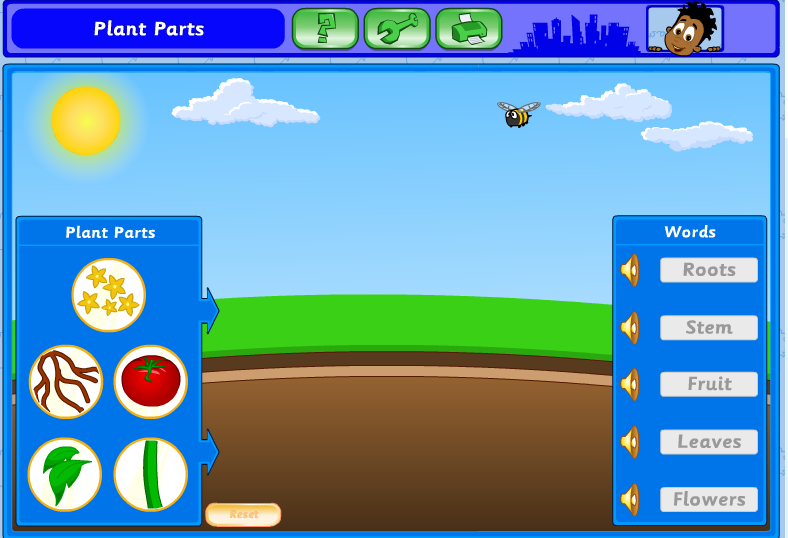 Plant Parts
Plant Parts
Words
Roots
Stem
Fruit
Leaves
Flowers
Reset